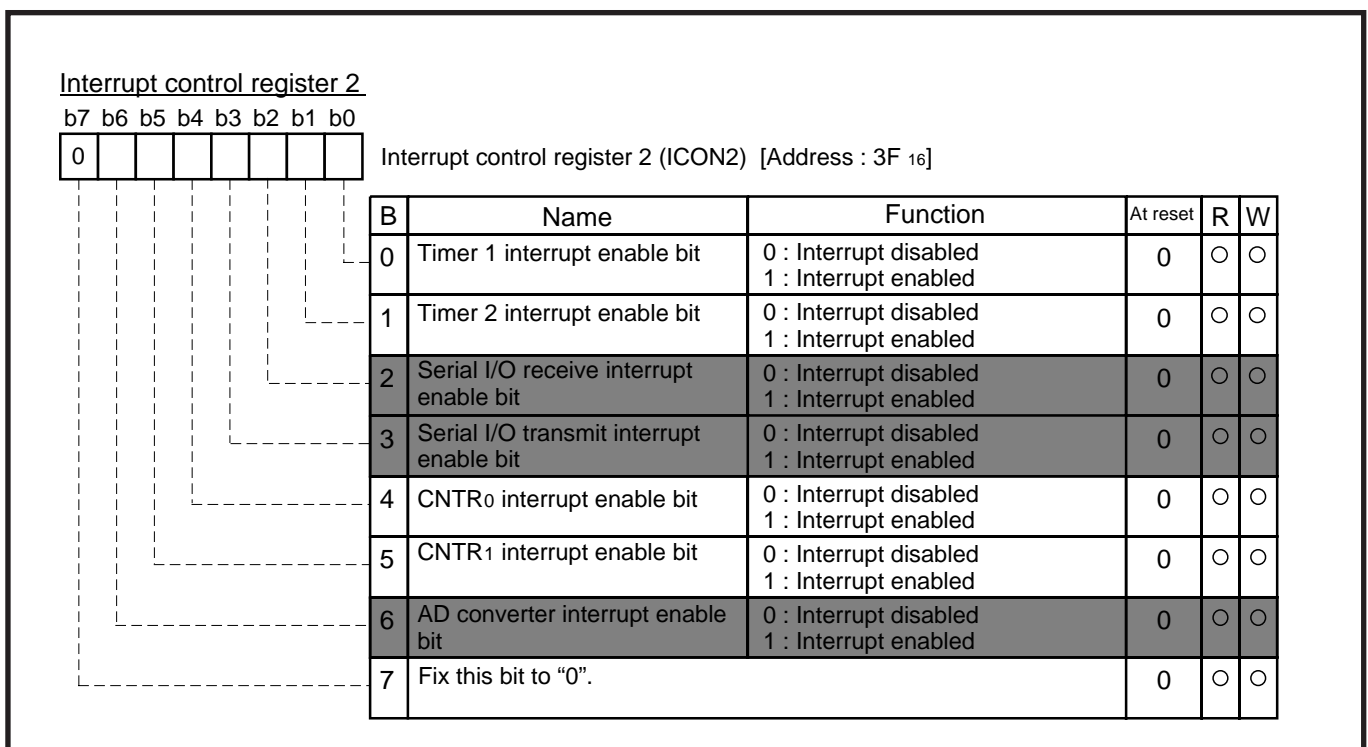 Interrupt control register 2
b7 b6 b5 b4 b3 b2 b1 b0
0
Interrupt control register 2 (ICON2) [Address : 3F 16]
B Name Function At reset R W
0 Timer 1 interrupt enable bit 0 : Interrupt disabled 0 ○ ○
1 : Interrupt enabled
1 Timer 2 interrupt enable bit 0 : Interrupt disabled 0 ○ ○
1 : Interrupt enabled
2 Serial I/O receive interrupt 0 : Interrupt disabled 0 ○ ○
enable bit 1 : Interrupt enabled
3 Serial I/O transmit interrupt 0 : Interrupt disabled 0 ○ ○
enable bit 1 : Interrupt enabled
4 CNTR0 interrupt enable bit 0 : Interrupt disabled 0 ○ ○
1 : Interrupt enabled
5 CNTR1 interrupt enable bit 0 : Interrupt disabled 0 ○ ○
1 : Interrupt enabled
6 AD converter interrupt enable 0 : Interrupt disabled 0 ○ ○
bit 1 : Interrupt enabled
7 Fix this bit to “0”. 0 ○ ○